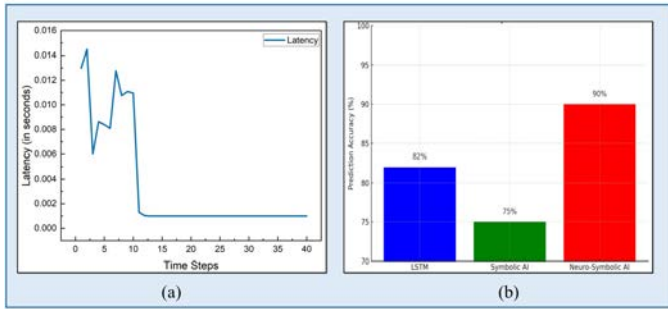 0.016
0.014
0.012
0.010
0.008
0.006
0.004
0.002
0.000
Latency (in seconds)
Latency
0 5 10 15 20 25 30 35 40
Time Steps
(a)
100
95
90
85
80
75
70
Prediction Accuracy (%)
82%
75%
90%
LSTM Symbolic AI Neuro-Symbolic AI
(b)